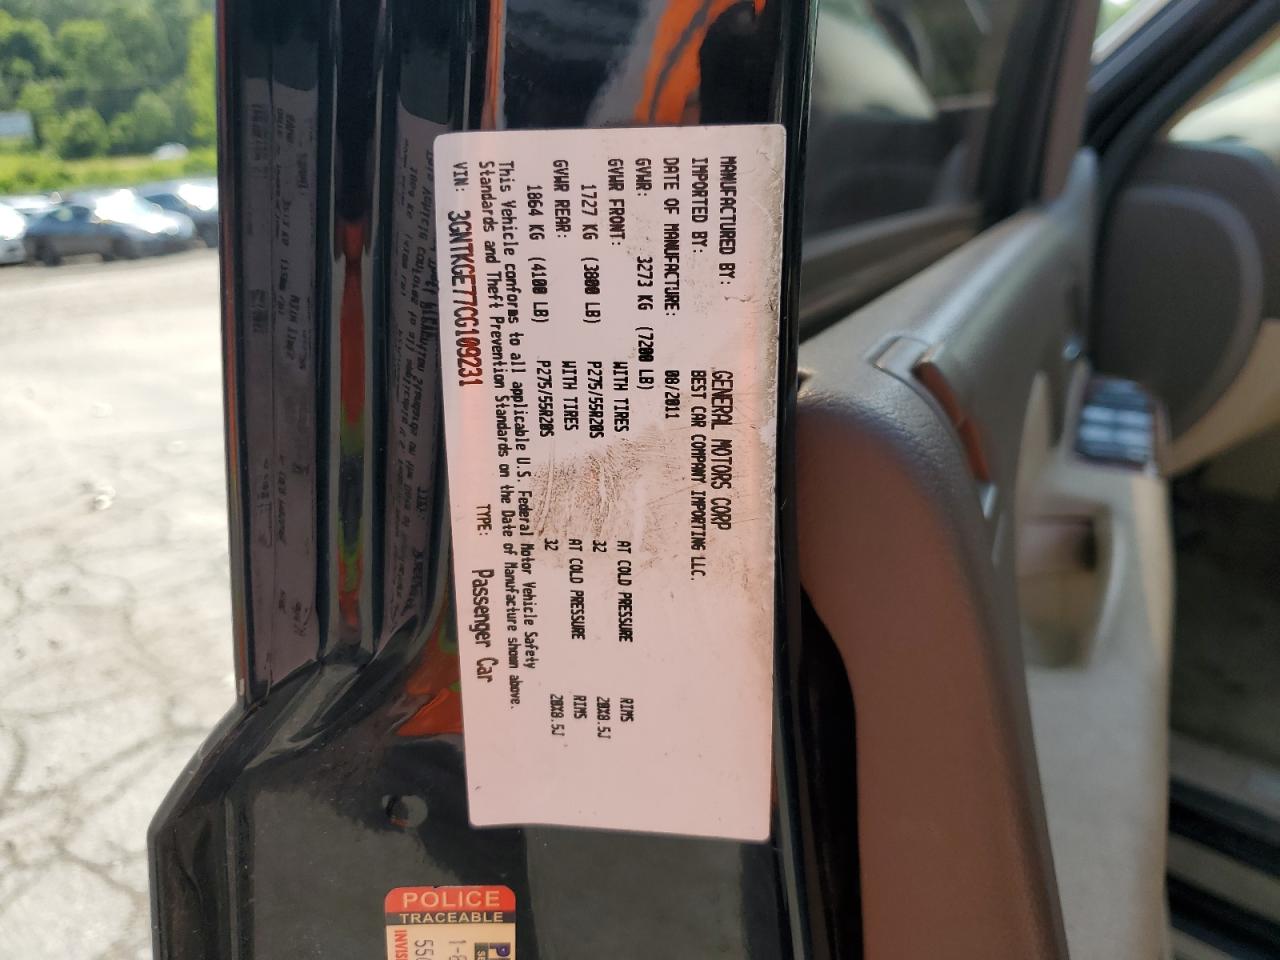 MANUFACTURED BY: GENERAL MOTORS CORP
IMPORTED BY: BEST CAR COMPANY IMPORTING LLC.
DATE OF MANUFACTURE: 08/2011
GVWR: 3273 KG (7200 LB)
GVWR FRONT: WITH TIRES AT COLD PRESSURE RIMS
1727 KG (3800 LB) P275/55R20S 32 20X8.5J
GVWR REAR: WITH TIRES AT COLD PRESSURE RIMS
1864 KG (4100 LB) P275/55R20S 32 20X8.5J
This Vehicle conforms to all applicable U.S. Federal Motor Vehicle Safety
Standards and Theft Prevention Standards on the Date of Manufacture shown above.
VIN: 3GNTKGE77CG109231 TYPE: Passenger Car
POLICE
TRACEABLE